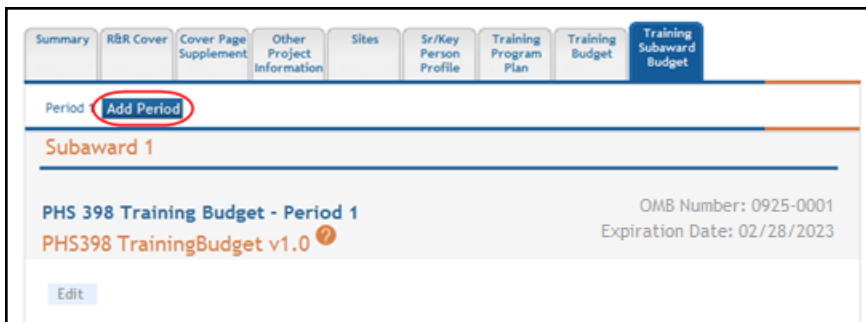 Summary
R&R Cover
Cover Page
Supplement
Other
Project
Information
Sites
Sr/Key
Person
Profile
Training
Program
Plan
Training
Budget
Training
Subaward
Budget
Period 1 Add Period
Subaward 1
PHS 398 Training Budget - Period 1
OMB Number: 0925-0001
PHS398 TrainingBudget v1.0 ?
Expiration Date: 02/28/2023
Edit